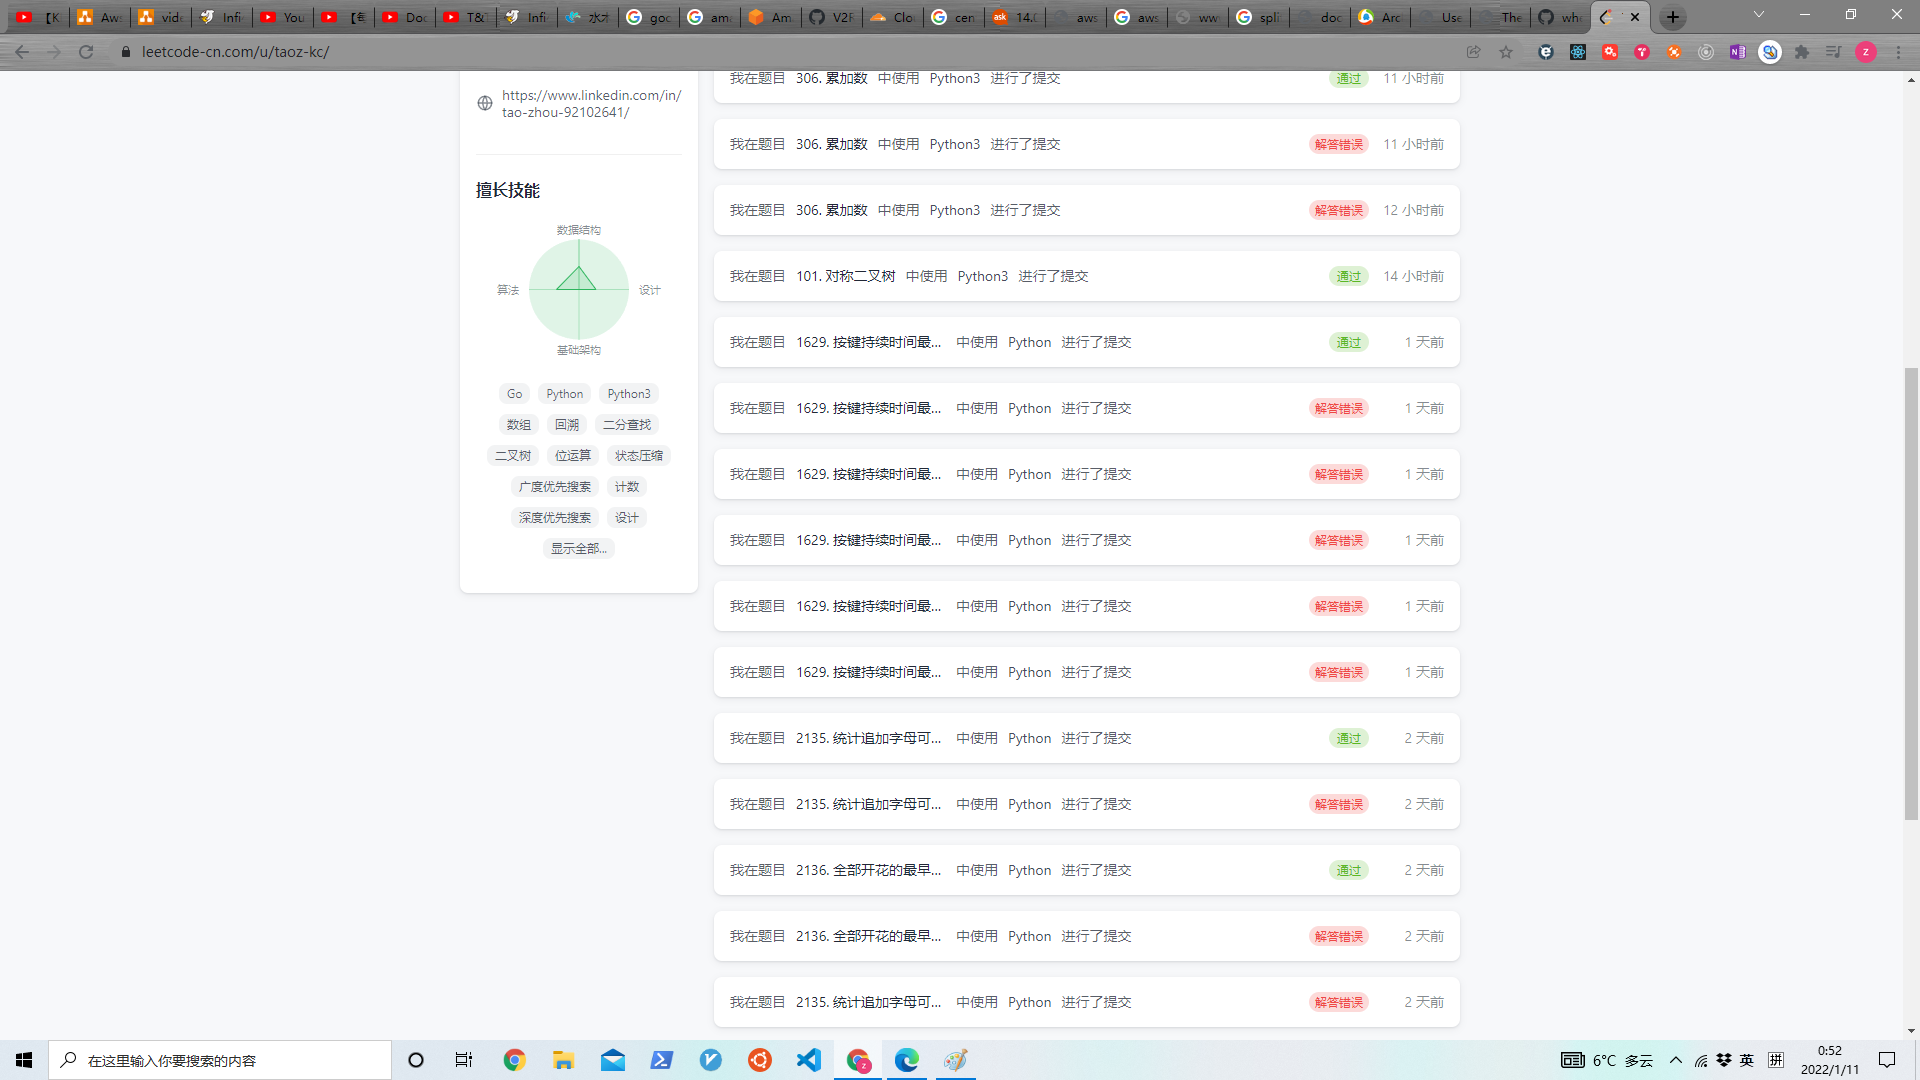 【K
Aws
vide
Infi
You
【每
Doc
T&T
Infi
水木
goo
ama
Am
V2F
Clo
cen
14.0
aws
aws
ww
spli
doc
Arc
Use
The
whe
leetcode-cn.com/u/taoz-kc/
https://www.linkedin.com/in/
tao-zhou-92102641/
擅长技能
数据结构
算法
设计
基础架构
Go Python Python3
数组 回溯 二分查找
二叉树 位运算 状态压缩
广度优先搜索 计数
深度优先搜索 设计
显示全部...
我在题目 306. 累加数 中使用 Python3 进行了提交 通过 11 小时前
我在题目 306. 累加数 中使用 Python3 进行了提交 解答错误 11 小时前
我在题目 306. 累加数 中使用 Python3 进行了提交 解答错误 12 小时前
我在题目 101. 对称二叉树 中使用 Python3 进行了提交 通过 14 小时前
我在题目 1629. 按键持续时间最... 中使用 Python 进行了提交 通过 1 天前
我在题目 1629. 按键持续时间最... 中使用 Python 进行了提交 解答错误 1 天前
我在题目 1629. 按键持续时间最... 中使用 Python 进行了提交 解答错误 1 天前
我在题目 1629. 按键持续时间最... 中使用 Python 进行了提交 解答错误 1 天前
我在题目 1629. 按键持续时间最... 中使用 Python 进行了提交 解答错误 1 天前
我在题目 1629. 按键持续时间最... 中使用 Python 进行了提交 解答错误 1 天前
我在题目 2135. 统计追加字母可... 中使用 Python 进行了提交 通过 2 天前
我在题目 2135. 统计追加字母可... 中使用 Python 进行了提交 解答错误 2 天前
我在题目 2136. 全部开花的最早... 中使用 Python 进行了提交 通过 2 天前
我在题目 2136. 全部开花的最早... 中使用 Python 进行了提交 解答错误 2 天前
我在题目 2135. 统计追加字母可... 中使用 Python 进行了提交 解答错误 2 天前
在这里输入你要搜索的内容
6°C 多云
英
拼
0:52
2022/1/11